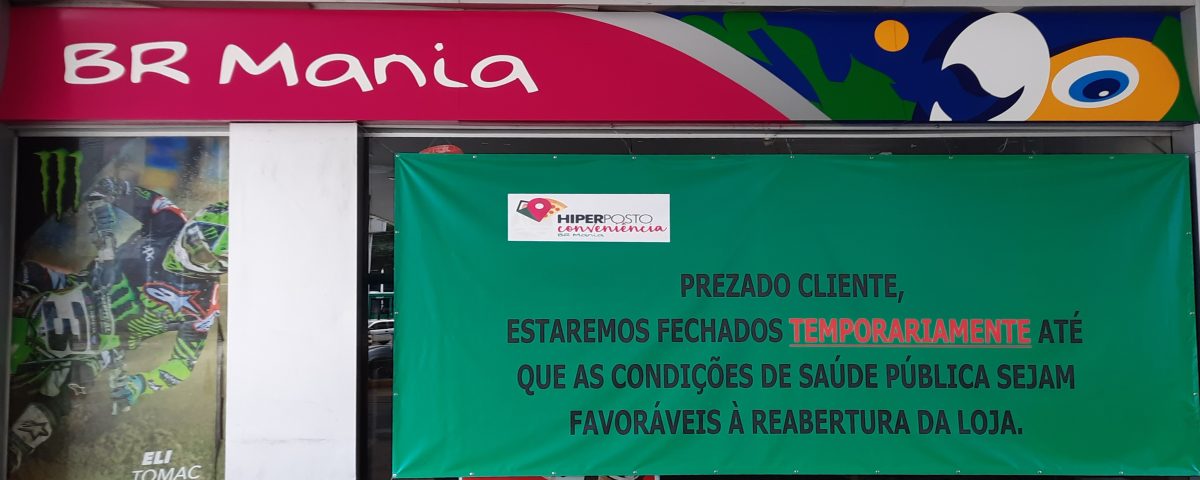 BR Mania
HIPERPOSTO
conveniência
BR Mania
PREZADO CLIENTE,
ESTAREMOS FECHADOS TEMPORARIAMENTE ATÉ
QUE AS CONDIÇÕES DE SAÚDE PÚBLICA SEJAM
FAVORÁVEIS À REABERTURA DA LOJA.
3
ELI
TOMAC